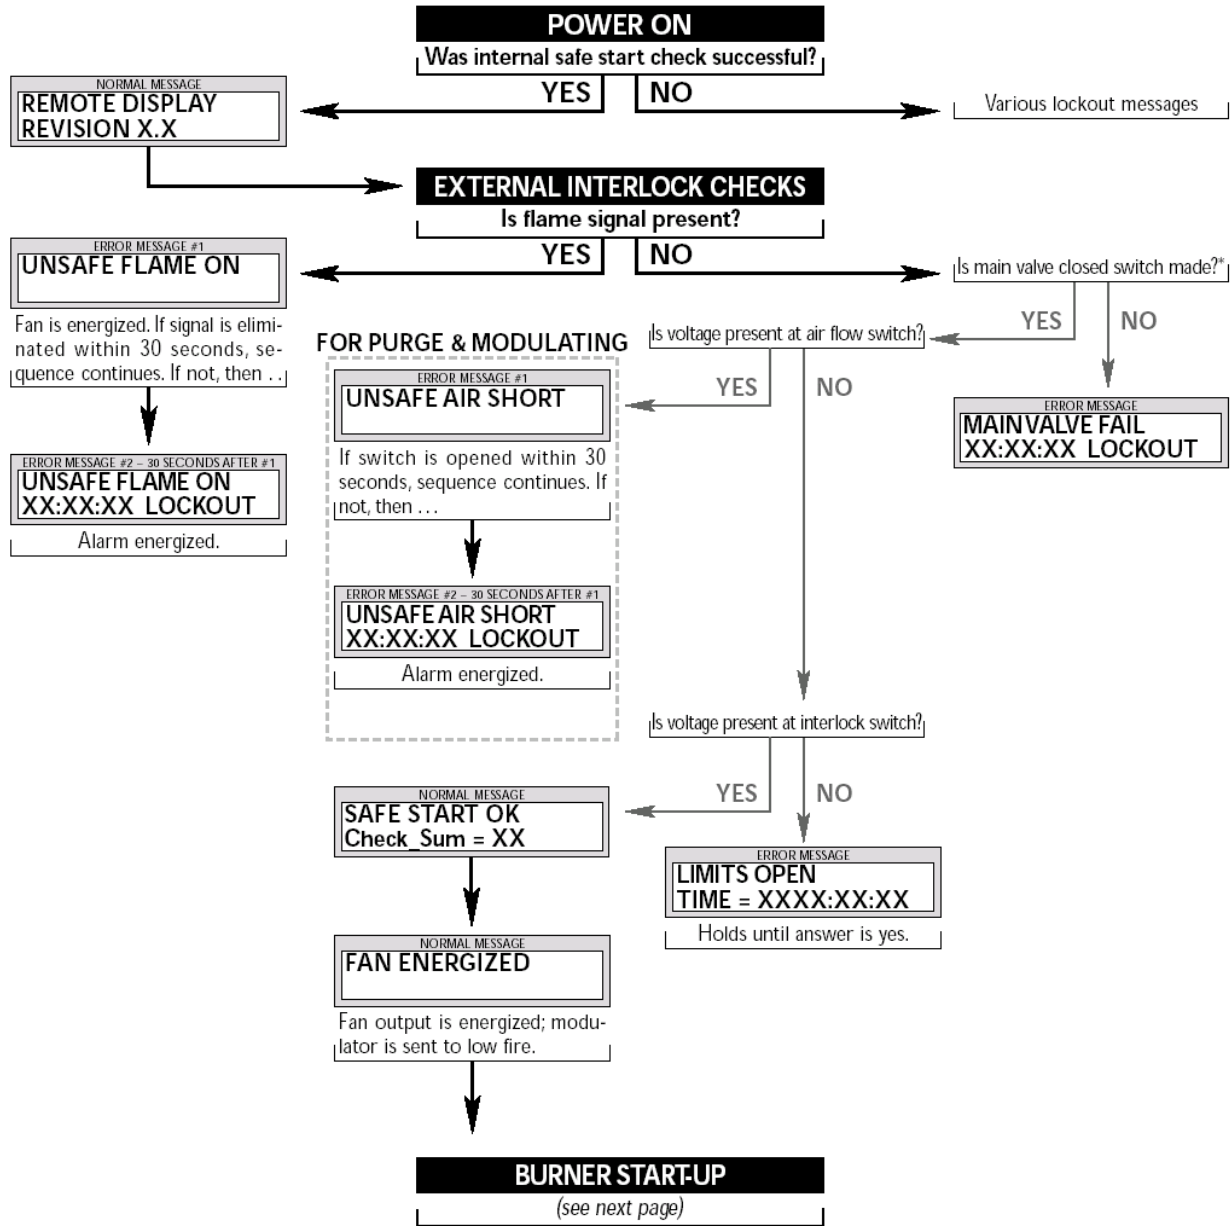 POWER ON
Was internal safe start check successful?
YES NO
NORMAL MESSAGE
REMOTE DISPLAY
REVISION X.X
Various lockout messages
EXTERNAL INTERLOCK CHECKS
Is flame signal present?
YES NO
ERROR MESSAGE #1
UNSAFE FLAME ON
Fan is energized. If signal is elimi-
nated within 30 seconds, se-
quence continues. If not, then . .
ERROR MESSAGE #2 – 30 SECONDS AFTER #1
UNSAFE FLAME ON
XX:XX:XX LOCKOUT
Alarm energized.
Is main valve closed switch made?*
YES NO
ERROR MESSAGE
MAIN VALVE FAIL
XX:XX:XX LOCKOUT
Is voltage present at air flow switch?
YES NO
FOR PURGE & MODULATING
ERROR MESSAGE #1
UNSAFE AIR SHORT
If switch is opened within 30
seconds, sequence continues. If
not, then . . .
ERROR MESSAGE #2 – 30 SECONDS AFTER #1
UNSAFE AIR SHORT
XX:XX:XX LOCKOUT
Alarm energized.
Is voltage present at interlock switch?
YES NO
NORMAL MESSAGE
SAFE START OK
Check_Sum = XX
ERROR MESSAGE
LIMITS OPEN
TIME = XXXX:XX:XX
Holds until answer is yes.
NORMAL MESSAGE
FAN ENERGIZED
Fan output is energized; modu-
lator is sent to low fire.
BURNER START-UP
(see next page)